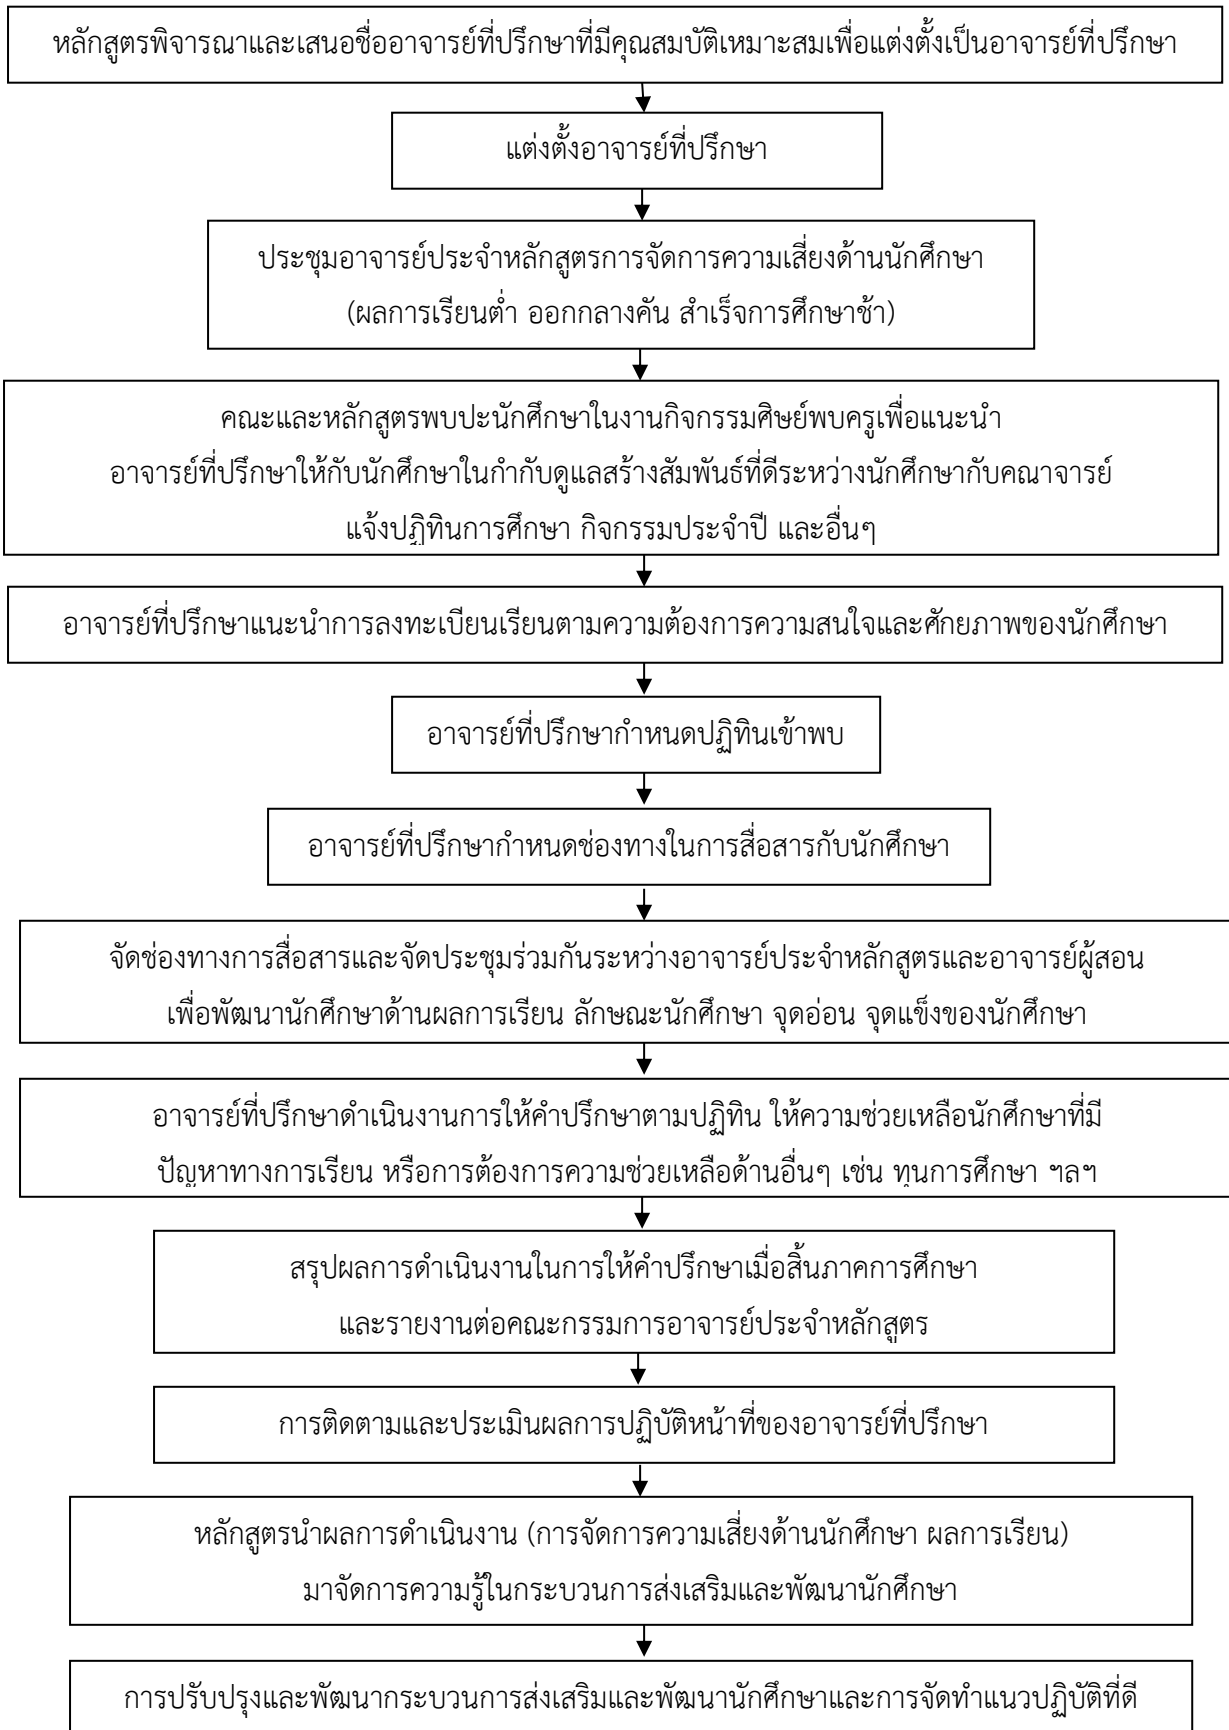 หลักสูตรพิจารณาและเสนอชื่ออาจารย์ที่ปรึกษาที่มีคุณสมบัติเหมาะสมเพื่อแต่งตั้งเป็นอาจารย์ที่ปรึกษา
แต่งตั้งอาจารย์ที่ปรึกษา
ประชุมอาจารย์ประจำหลักสูตรการจัดการความเสี่ยงด้านนักศึกษา
(ผลการเรียนต่ำ ออกกลางคัน สำเร็จการศึกษาช้า)
คณะและหลักสูตรพบปะนักศึกษาในงานกิจกรรมศิษย์พบครูเพื่อแนะนำ
อาจารย์ที่ปรึกษาให้กับนักศึกษาในกำกับดูแลสร้างสัมพันธ์ที่ดีระหว่างนักศึกษากับคณาจารย์
แจ้งปฏิทินการศึกษา กิจกรรมประจำปี และอื่นๆ
อาจารย์ที่ปรึกษาแนะนำการลงทะเบียนเรียนตามความต้องการความสนใจและศักยภาพของนักศึกษา
อาจารย์ที่ปรึกษากำหนดปฏิทินเข้าพบ
อาจารย์ที่ปรึกษากำหนดช่องทางในการสื่อสารกับนักศึกษา
จัดช่องทางการสื่อสารและจัดประชุมร่วมกันระหว่างอาจารย์ประจำหลักสูตรและอาจารย์ผู้สอน
เพื่อพัฒนานักศึกษาด้านผลการเรียน ลักษณะนักศึกษา จุดอ่อน จุดแข็งของนักศึกษา
อาจารย์ที่ปรึกษาดำเนินงานการให้คำปรึกษาตามปฏิทิน ให้ความช่วยเหลือนักศึกษาที่มี
ปัญหาทางการเรียน หรือการต้องการความช่วยเหลือด้านอื่นๆ เช่น ทุนการศึกษา ฯลฯ
สรุปผลการดำเนินงานในการให้คำปรึกษาเมื่อสิ้นภาคการศึกษา
และรายงานต่อคณะกรรมการอาจารย์ประจำหลักสูตร
การติดตามและประเมินผลการปฏิบัติหน้าที่ของอาจารย์ที่ปรึกษา
หลักสูตรนำผลการดำเนินงาน (การจัดการความเสี่ยงด้านนักศึกษา ผลการเรียน)
มาจัดการความรู้ในกระบวนการส่งเสริมและพัฒนานักศึกษา
การปรับปรุงและพัฒนากระบวนการส่งเสริมและพัฒนานักศึกษาและการจัดทำแนวปฏิบัติที่ดี